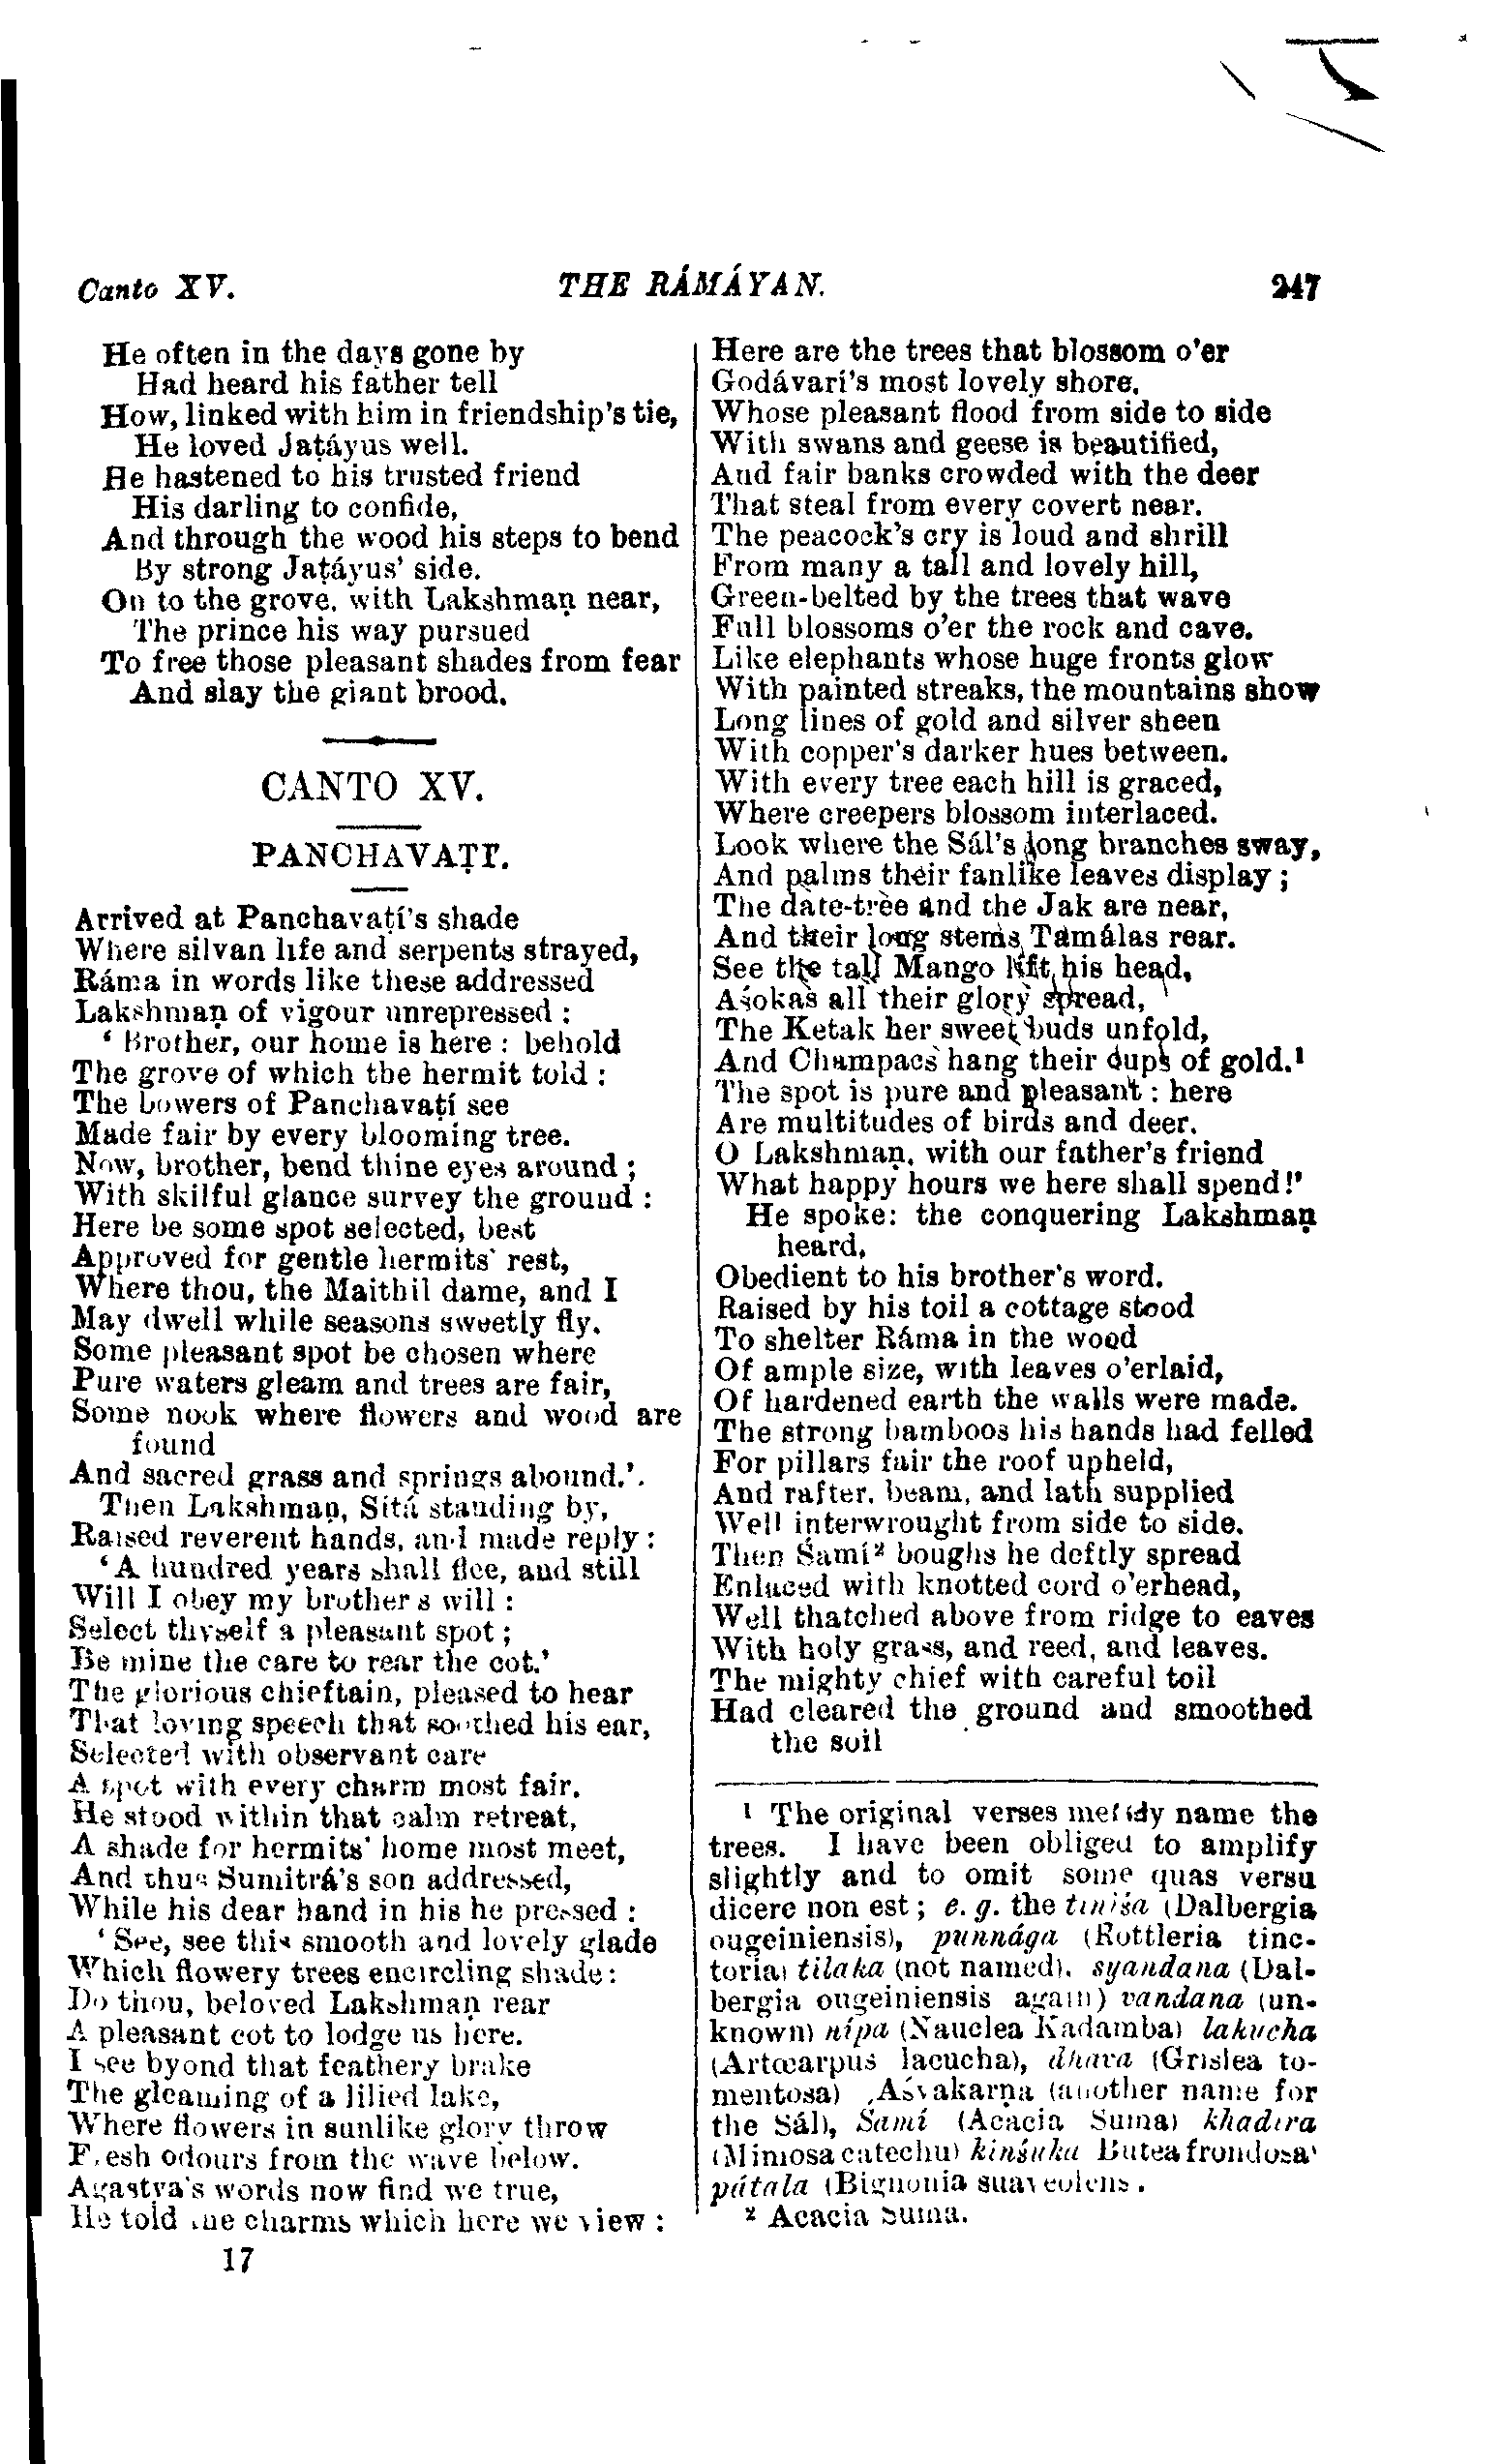 Canto XV.
THE RÁMÁYAN.
247
He often in the days gone by
Had heard his father tell
How, linked with him in friendship's tie,
He loved Jaṭáyus well.
He hastened to his trusted friend
His darling to confide,
And through the wood his steps to bend
By strong Jaṭáyus' side.
On to the grove, with Lakshmaṇ near,
The prince his way pursued
To free those pleasant shades from fear
And slay the giant brood.
CANTO XV.
PANCHAVAṬÍ.
Arrived at Panchavaṭí's shade
Where silvan life and serpents strayed,
Ráma in words like these addressed
Lakshmaṇ of vigour unrepressed :
‘ Brother, our home is here : behold
The grove of which the hermit told :
The bowers of Panchavaṭí see
Made fair by every blooming tree.
Now, brother, bend thine eyes around ;
With skilful glance survey the ground :
Here be some spot selected, best
Approved for gentle hermits' rest,
Where thou, the Maithil dame, and I
May dwell while seasons sweetly fly.
Some pleasant spot be chosen where
Pure waters gleam and trees are fair,
Some nook where flowers and wood are
found
And sacred grass and springs abound.'.
Then Lakshmaṇ, Sítá standing by,
Raised reverent hands, and made reply :
‘A hundred years shall flee, and still
Will I obey my brother s will :
Select thyself a pleasant spot ;
Be mine the care to rear the cot.'
The glorious chieftain, pleased to hear
That loving speech that soothed his ear,
Selected with observant care
A spot with every charm most fair.
He stood within that calm retreat,
A shade for hermits' home most meet,
And thus Sumitrá's son addressed,
While his dear hand in his he pressed :
‘ See, see this smooth and lovely glade
Which flowery trees encircling shade :
Do thou, beloved Lakshmaṇ rear
A pleasant cot to lodge us here.
I see byond that feathery brake
The gleaming of a lilied lake,
Where flowers in sunlike glory throw
Fresh odours from the wave below.
Agastya's words now find we true,
He told the charms which here we view :
17
Here are the trees that blossom o'er
Godávarí's most lovely shore,
Whose pleasant flood from side to side
With swans and geese is beautified,
And fair banks crowded with the deer
That steal from every covert near.
The peacock's cry is loud and shrill
From many a tall and lovely hill,
Green-belted by the trees that wave
Full blossoms o'er the rock and cave.
Like elephants whose huge fronts glow
With painted streaks, the mountains show
Long lines of gold and silver sheen
With copper's darker hues between.
With every tree each hill is graced,
Where creepers blossom interlaced.
Look where the Sál's long branches sway,
And palms their fanlike leaves display ;
The date-tree and the Jak are near,
And their long stems Tamálas rear.
See the tall Mango lift his head,
Aśokas all their glory spread,
The Ketak her sweet buds unfold,
And Champacs hang their cups of gold.¹
The spot is pure and pleasant : here
Are multitudes of birds and deer.
O Lakshmaṇ, with our father's friend
What happy hours we here shall spend!'
He spoke: the conquering Lakshmaṇ
heard,
Obedient to his brother's word.
Raised by his toil a cottage stood
To shelter Ráma in the wood
Of ample size, with leaves o'erlaid,
Of hardened earth the walls were made.
The strong bamboos his hands had felled
For pillars fair the roof upheld,
And rafter, beam, and lath supplied
Well interwrought from side to side.
Then Śamí² boughs he deftly spread
Enlaced with knotted cord o'erhead,
Well thatched above from ridge to eaves
With holy grass, and reed, and leaves.
The mighty chief with careful toil
Had cleared the ground and smoothed
the soil
¹ The original verses merely name the
trees. I have been obliged to amplify
slightly and to omit some quas versu
dicere non est ; e. g. the tiniśa (Dalbergia
ougeiniensis), punnága (Rottleria tinc-
toria) tilaka (not named), syandana (Dal-
bergia ougeiniensis again) vandana (un-
known) nípa (Nauclea Kadamba) lakucha
(Artœarpus lacucha), dhava (Grislea to-
mentosa) Aśvakarṇa (another name for
the Sál), Śamí (Acacia Suma) khadira
(Mimosa catechu) kinśuka Butea frondosa'
pátala (Bignonia suaveolens .
² Acacia Suma.